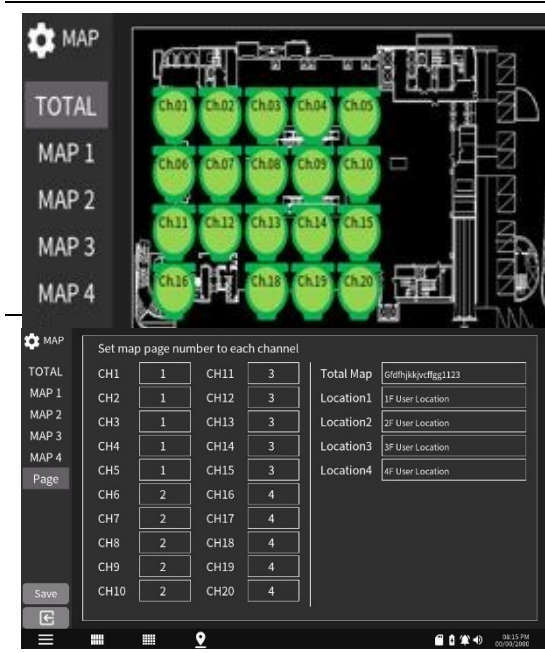 MAP
TOTAL
MAP 1
MAP 2
MAP 3
MAP 4
Ch.01 Ch.02 Ch.03 Ch.04 Ch.05
Ch.06 Ch.07 Ch.08 Ch.09 Ch.10
Ch.11 Ch.12 Ch.13 Ch.14 Ch.15
Ch.16 Ch.18 Ch.19 Ch.20
MAP
TOTAL
MAP 1
MAP 2
MAP 3
MAP 4
Page
Save
Set map page number to each channel
CH1 1 CH11 3 Total Map Gfdfhjkkjvcffgg1123
CH2 1 CH12 3 Location1 1F User Location
CH3 1 CH13 3 Location2 2F User Location
CH4 1 CH14 3 Location3 3F User Location
CH5 1 CH15 3 Location4 4F User Location
CH6 2 CH16 4
CH7 2 CH17 4
CH8 2 CH18 4
CH9 2 CH19 4
CH10 2 CH20 4
08:15 PM
00/00/2000